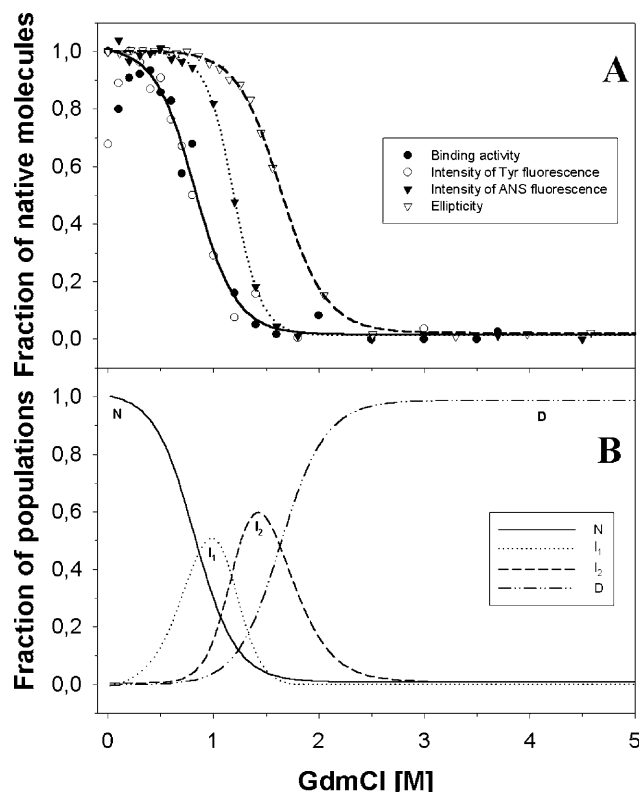 Fraction of native molecules
1,0
0,8
0,6
0,4
0,2
0,0
A
Binding activity
Intensity of Tyr fluorescence
Intensity of ANS fluorescence
Ellipticity
Fraction of populations
1,0
0,8
0,6
0,4
0,2
0,0
N
I1
I2
D
B
N
I1
I2
D
0
1
2
3
4
5
GdmCl [M]